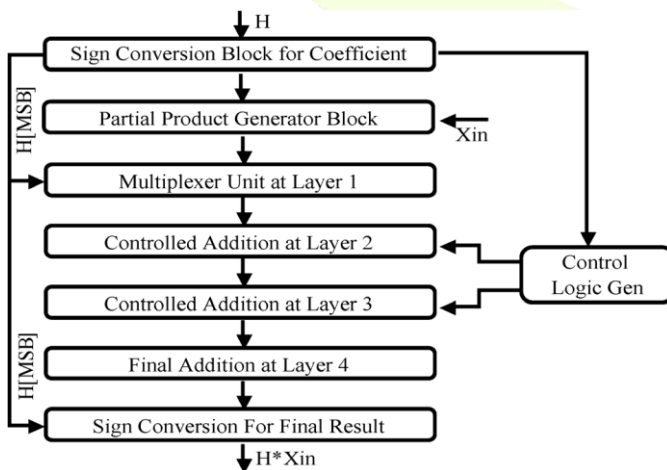 H
Sign Conversion Block for Coefficient
H[MSB]
Partial Product Generator Block
Xin
Multiplexer Unit at Layer 1
Controlled Addition at Layer 2
Control
Logic Gen
Controlled Addition at Layer 3
H[MSB]
Final Addition at Layer 4
Sign Conversion For Final Result
H*Xin